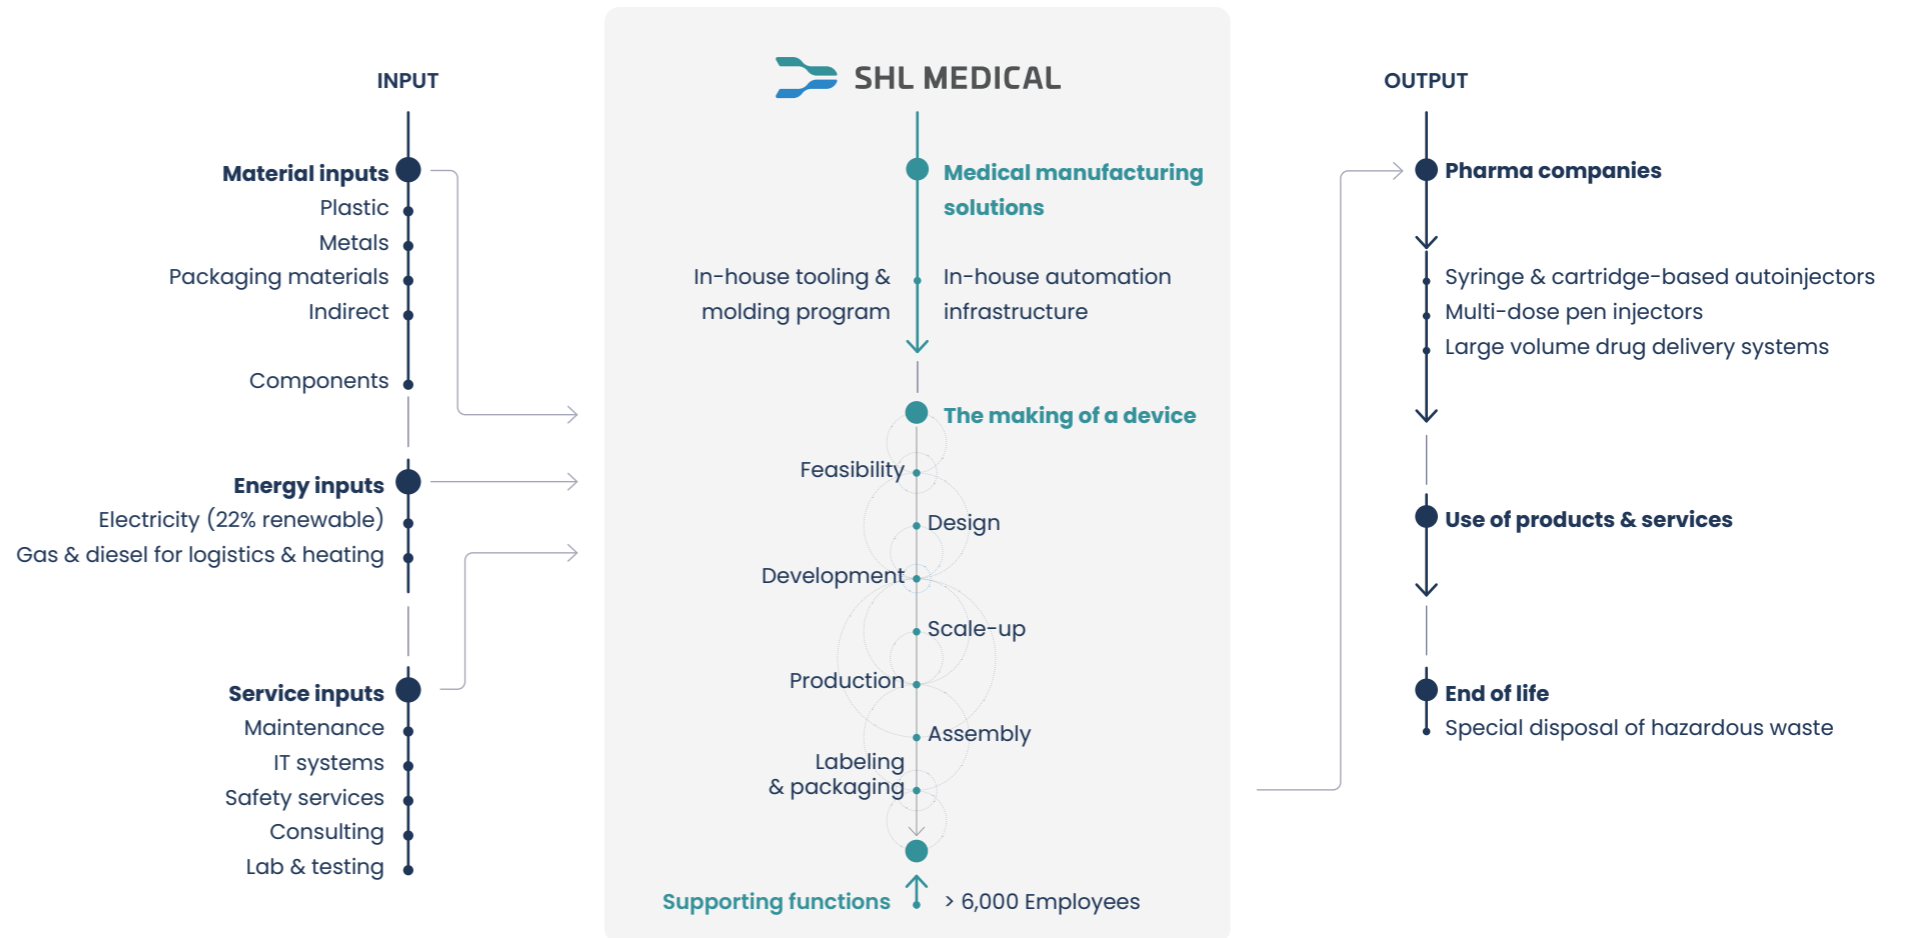 INPUT
Material inputs
Plastic
Metals
Packaging materials
Indirect
Components
Energy inputs
Electricity (22% renewable)
Gas & diesel for logistics & heating
Service inputs
Maintenance
IT systems
Safety services
Consulting
Lab & testing
SHL MEDICAL
Medical manufacturing
solutions
In-house tooling &
molding program
In-house automation
infrastructure
The making of a device
Feasibility
Design
Development
Scale-up
Production
Assembly
Labeling
& packaging
Supporting functions
> 6,000 Employees
OUTPUT
Pharma companies
Syringe & cartridge-based autoinjectors
Multi-dose pen injectors
Large volume drug delivery systems
Use of products & services
End of life
Special disposal of hazardous waste